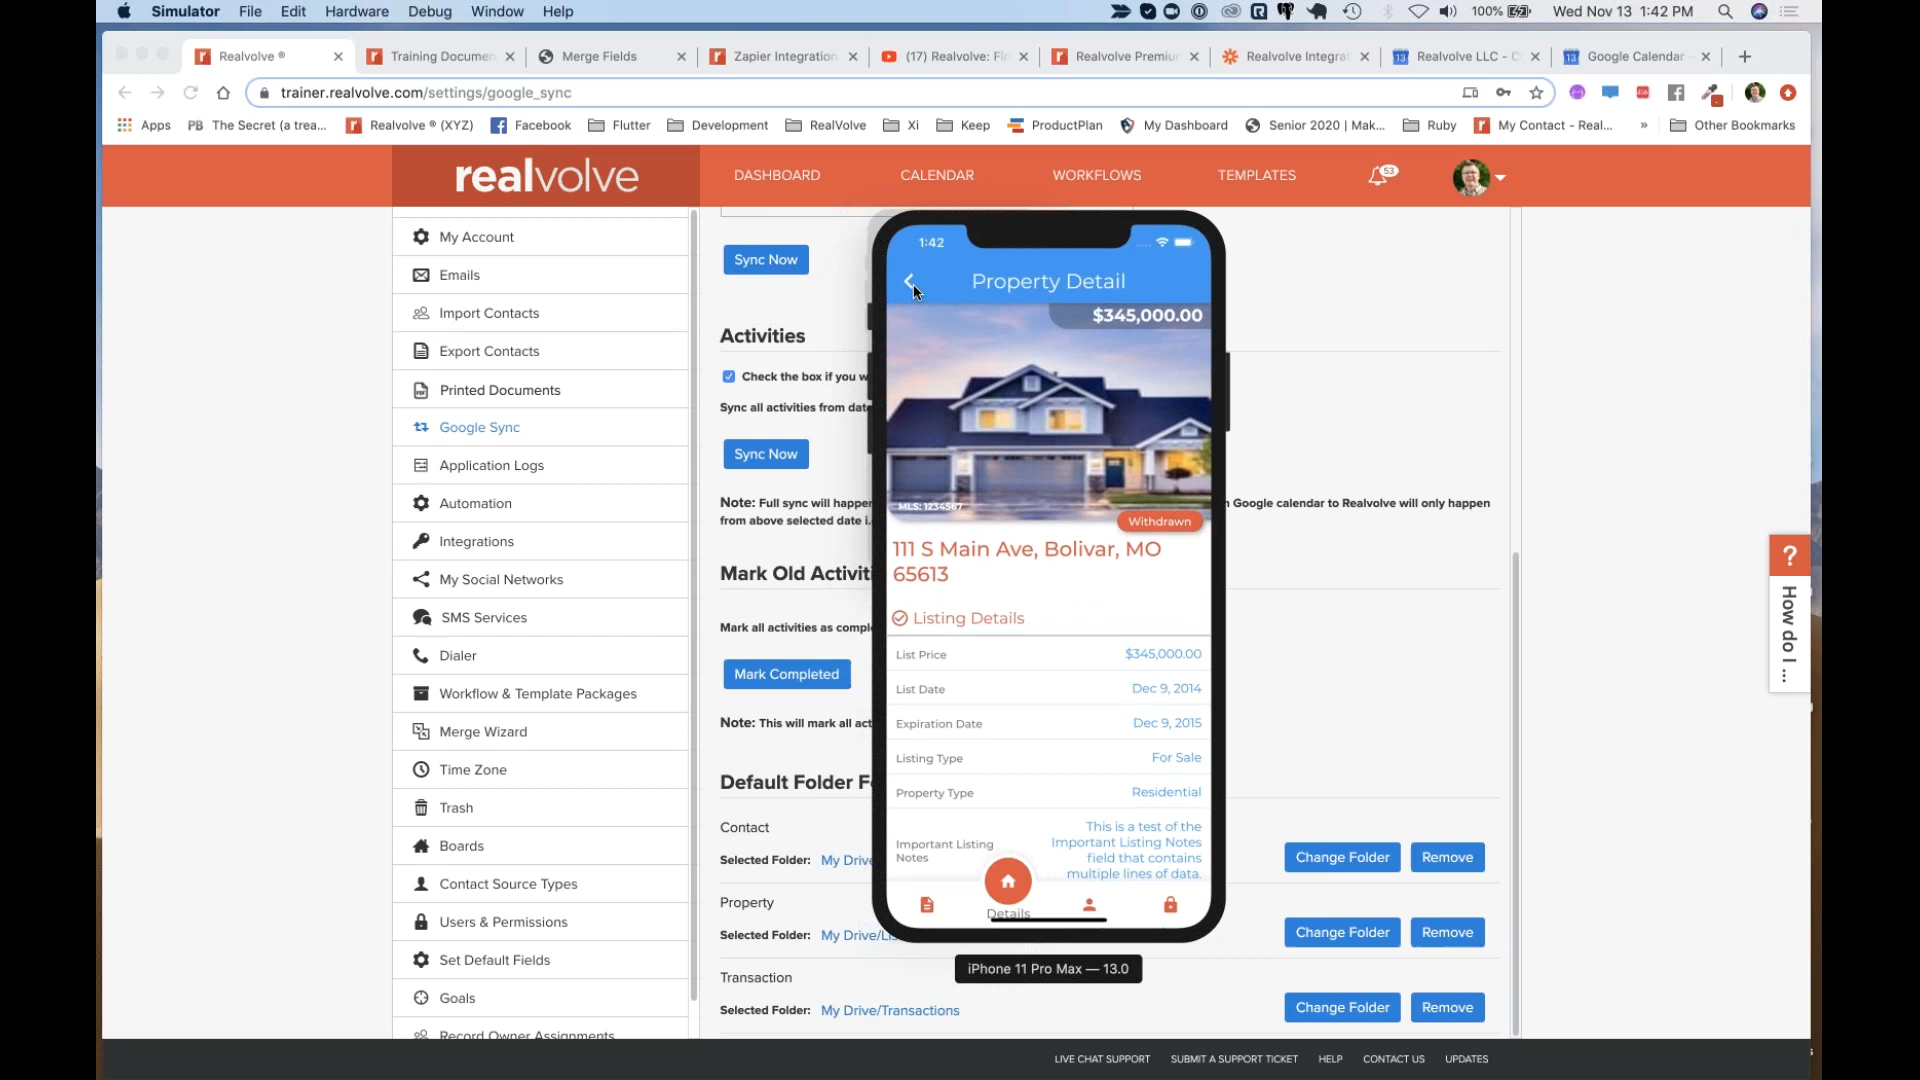 Simulator File Edit Hardware Debug Window Help 100% Wed Nov 13 1:42 PM
Realvolve ® Training Documen Merge Fields Zapier Integration (17) Realvolve: Fir Realvolve Premiu Realvolve Integrat Realvolve LLC - C Google Calendar -
trainer.realvolve.com/settings/google_sync
Apps The Secret (a trea... Realvolve ® (XYZ) Facebook Flutter Development RealVolve Xi Keep ProductPlan My Dashboard Senior 2020 | Mak... Ruby My Contact - Real... » Other Bookmarks
realvolve DASHBOARD CALENDAR WORKFLOWS TEMPLATES 53
My Account
Emails
Import Contacts
Export Contacts
Printed Documents
Google Sync
Application Logs
Automation
Integrations
My Social Networks
SMS Services
Dialer
Workflow & Template Packages
Merge Wizard
Time Zone
Trash
Boards
Contact Source Types
Users & Permissions
Set Default Fields
Goals
Record Owner Assignments
Sync Now
Activities
Check the box if you w
Sync all activities from date
Sync Now
Note: Full sync will happen Google calendar to Realvolve will only happen
from above selected date i.
Mark Old Activiti
Mark all activities as compl
Mark Completed
Note: This will mark all act
Default Folder F
Contact
Selected Folder: My Drive Change Folder Remove
Property
Selected Folder: My Drive/Lis Change Folder Remove
Transaction
Selected Folder: My Drive/Transactions Change Folder Remove
1:42
Property Detail
$345,000.00
MLS: 1234567
Withdrawn
111 S Main Ave, Bolivar, MO
65613
Listing Details
List Price $345,000.00
List Date Dec 9, 2014
Expiration Date Dec 9, 2015
Listing Type For Sale
Property Type Residential
Important Listing
Notes
This is a test of the
Important Listing Notes
field that contains
multiple lines of data.
Details
iPhone 11 Pro Max — 13.0
? How do I ...
LIVE CHAT SUPPORT SUBMIT A SUPPORT TICKET HELP CONTACT US UPDATES